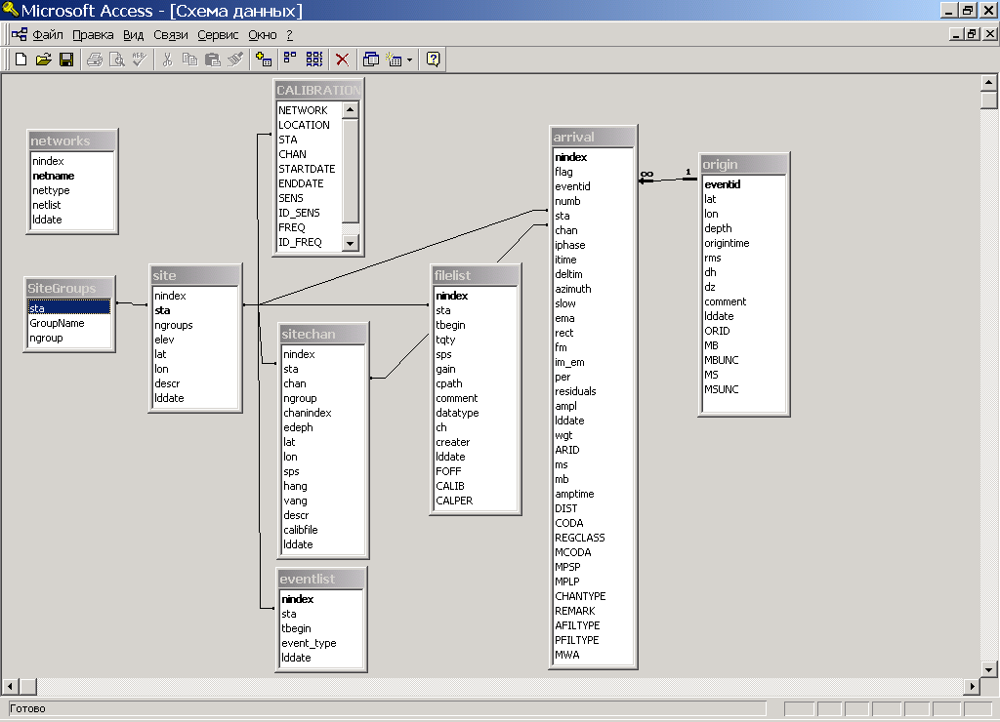 Microsoft Access - [Схема данных]
Файл Правка Вид Связи Сервис Окно ?
networks
nindex
netname
nettype
netlist
lddate
SiteGroups
sta
GroupName
ngroup
site
nindex
sta
ngroups
elev
lat
lon
descr
lddate
CALIBRATION
NETWORK
LOCATION
STA
CHAN
STARTDATE
ENDDATE
SENS
ID_SENS
FREQ
ID_FREQ
sitechan
nindex
sta
chan
ngroup
chanindex
edeph
lat
lon
sps
hang
vang
descr
calibfile
lddate
eventlist
nindex
sta
tbegin
event_type
lddate
filelist
nindex
sta
tbegin
tqty
sps
gain
cpath
comment
datatype
ch
creater
lddate
FOFF
CALIB
CALPER
arrival
nindex
flag
eventid
numb
sta
chan
iphase
itime
deltim
azimuth
slow
ema
rect
fm
im_em
per
residuals
ampl
lddate
wgt
ARID
ms
mb
amptime
DIST
CODA
REGCLASS
MCODA
MPSP
MPLP
CHANTYPE
REMARK
AFILTYPE
PFILTYPE
MWA
∞ 1
origin
eventid
lat
lon
depth
origintime
rms
dh
dz
comment
lddate
ORID
MB
MBUNC
MS
MSUNC
Готово